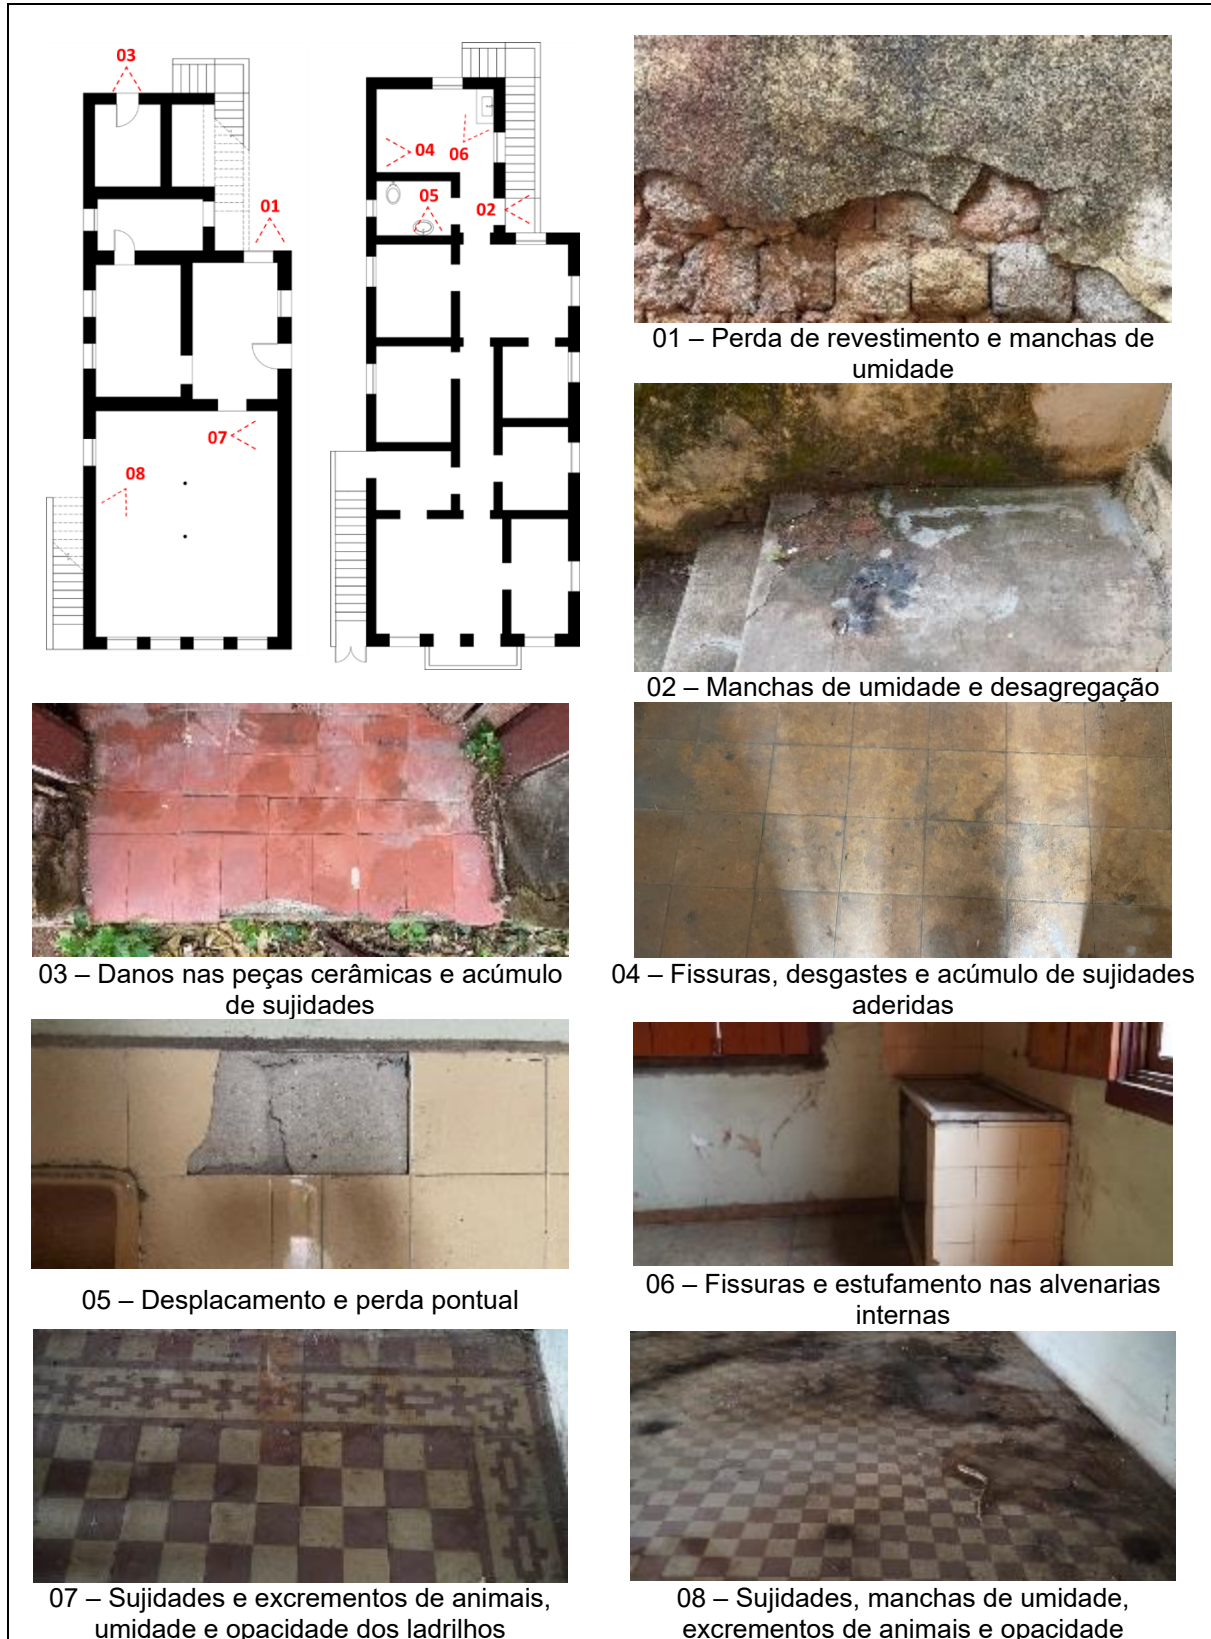 03
01
07
08
04
06
05
02
01 – Perda de revestimento e manchas de
umidade
02 – Manchas de umidade e desagregação
03 – Danos nas peças cerâmicas e acúmulo
de sujidades
04 – Fissuras, desgastes e acúmulo de sujidades
aderidas
05 – Desplacamento e perda pontual
06 – Fissuras e estufamento nas alvenarias
internas
07 – Sujidades e excrementos de animais,
umidade e opacidade dos ladrilhos
08 – Sujidades, manchas de umidade,
excrementos de animais e opacidade